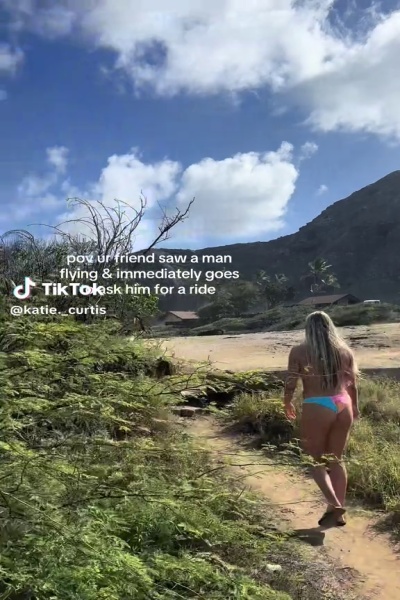 pov ur friend saw a man
flying & immediately goes
ask him for a ride
TikTok
@katie._curtis